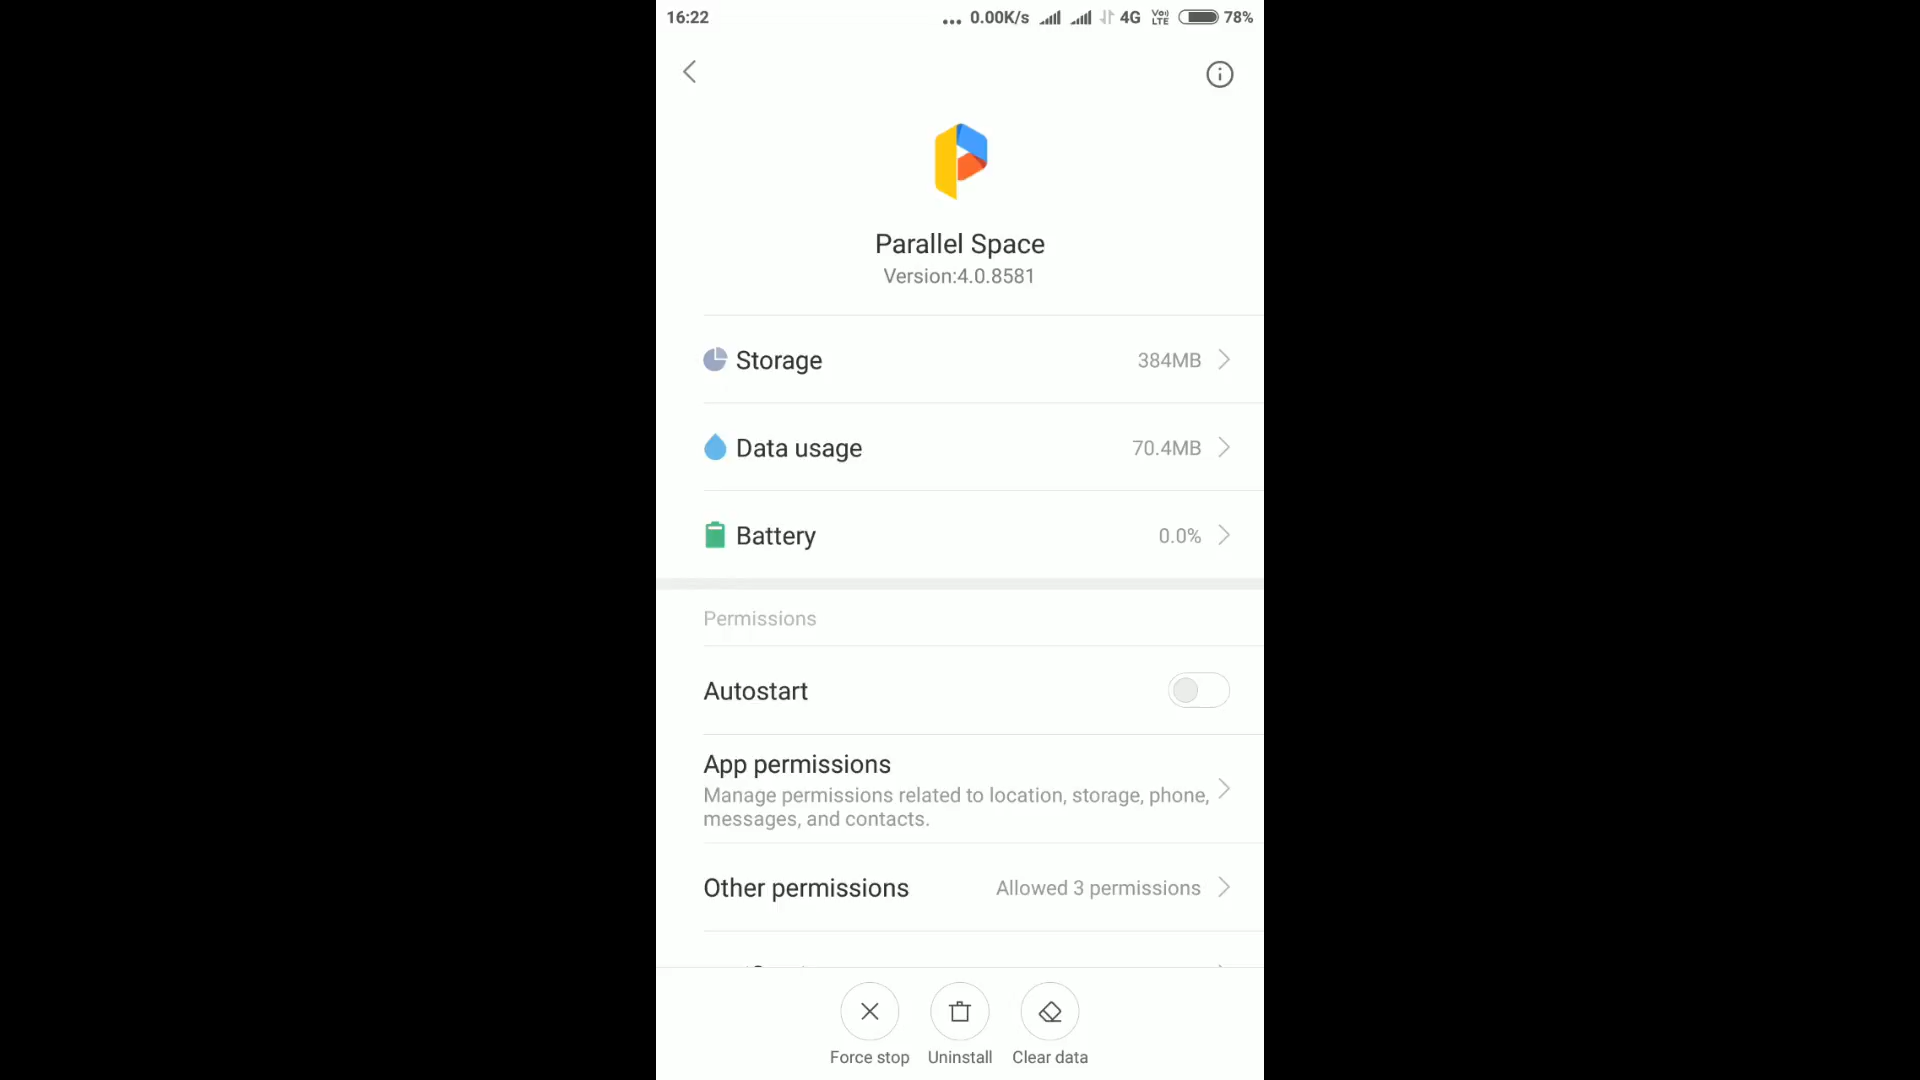 16:22
... 0.00K/s 4G Vo) LTE 78%
Parallel Space
Version:4.0.8581
Storage 384MB
Data usage 70.4MB
Battery 0.0%
Permissions
Autostart
App permissions
Manage permissions related to location, storage, phone,
messages, and contacts.
Other permissions Allowed 3 permissions
Force stop Uninstall Clear data